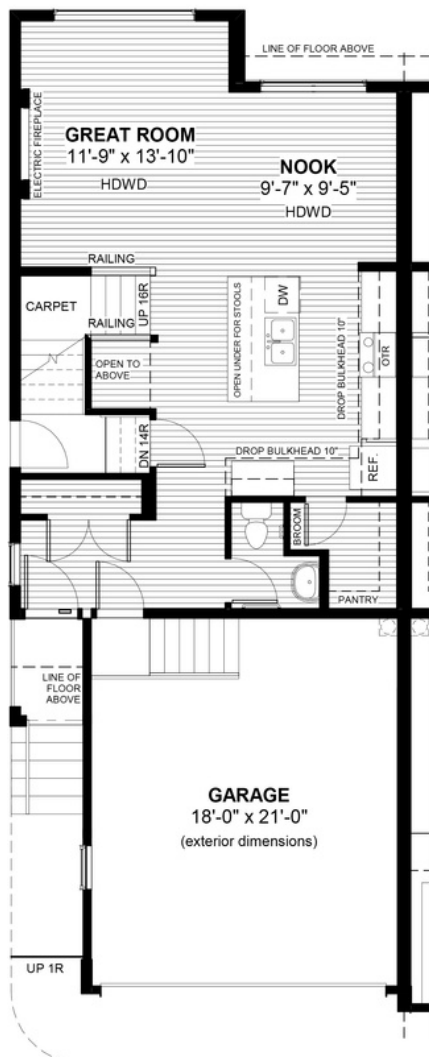 LINE OF FLOOR ABOVE
ELECTRIC FIREPLACE
GREAT ROOM
11'-9" x 13'-10"
HDWD
NOOK
9'-7" x 9'-5"
HDWD
RAILING
CARPET
UP 16R
RAILING
OPEN TO
ABOVE
OPEN UNDER FOR STOOLS
DW
DROP BULKHEAD 10"
OTR
DN 14R
DROP BULKHEAD 10"
REF.
BROOM
PANTRY
LINE OF
FLOOR
ABOVE
GARAGE
18'-0" x 21'-0"
(exterior dimensions)
UP 1R